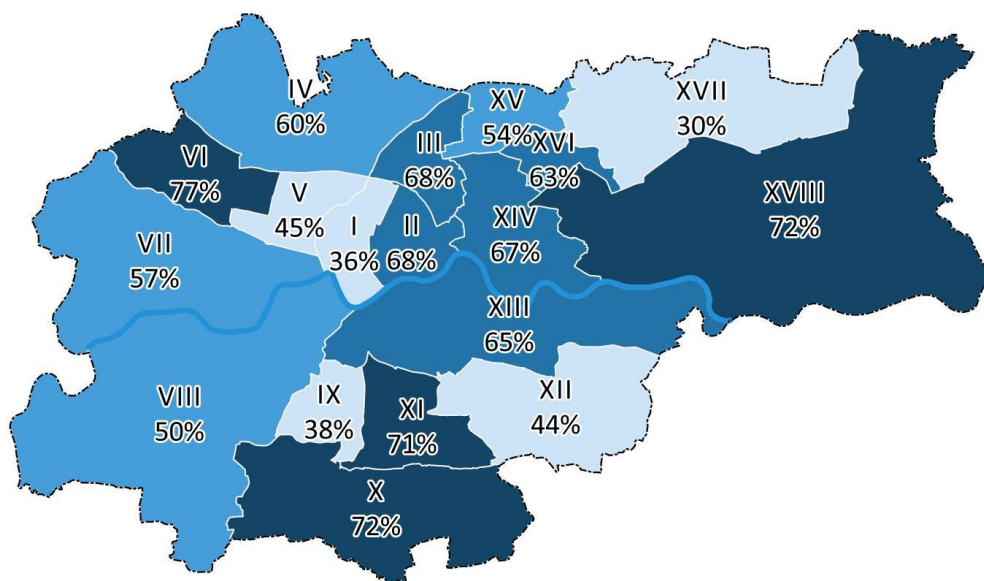 IV
60%
XV
54%
XVII
30%
III
68%
XVI
63%
VI
77%
V
45%
XVIII
72%
I
36%
II
68%
XIV
67%
VII
57%
XIII
65%
VIII
50%
IX
38%
XI
71%
XII
44%
X
72%